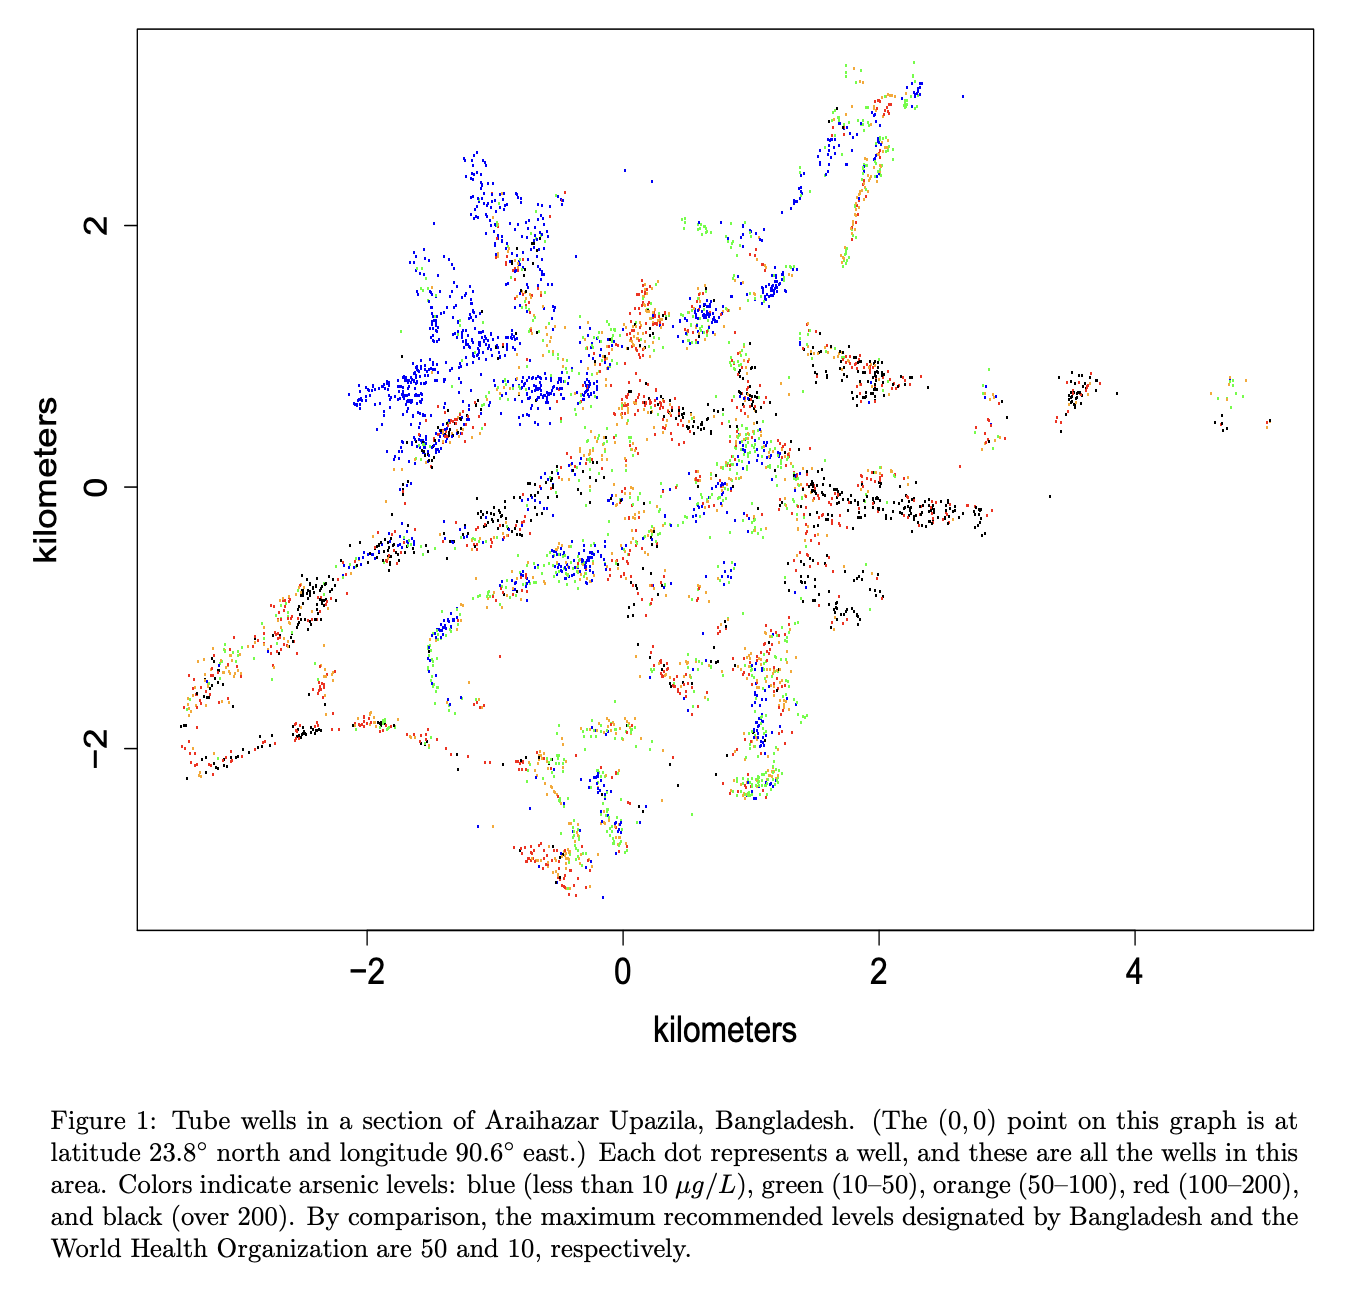 2
0
−2
kilometers
−2
0
2
4
kilometers
Figure 1: Tube wells in a section of Araihazar Upazila, Bangladesh. (The (0, 0) point on this graph is at
latitude 23.8° north and longitude 90.6° east.) Each dot represents a well, and these are all the wells in this
area. Colors indicate arsenic levels: blue (less than 10 μg/L), green (10–50), orange (50–100), red (100–200),
and black (over 200). By comparison, the maximum recommended levels designated by Bangladesh and the
World Health Organization are 50 and 10, respectively.